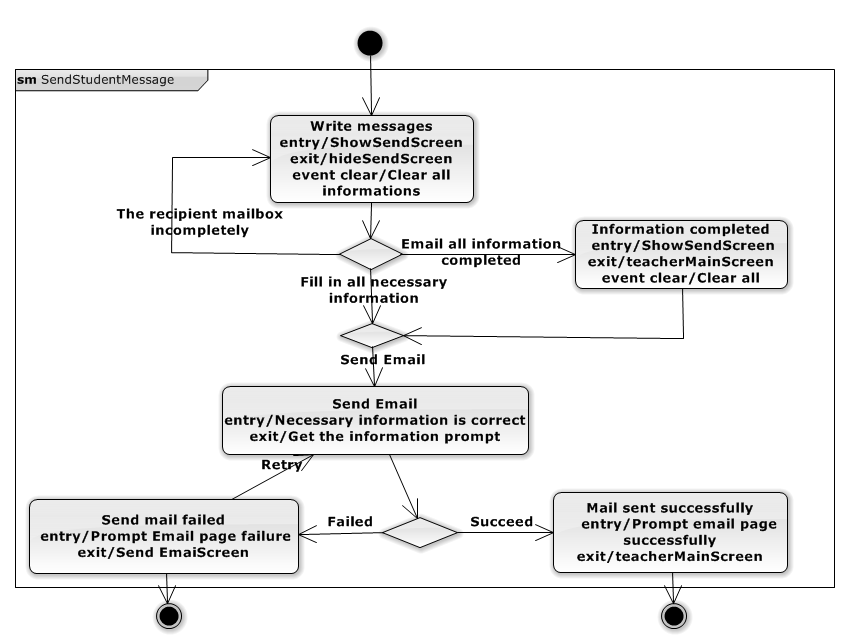 sm SendStudentMessage
Write messages
entry/ShowSendScreen
exit/hideSendScreen
event clear/Clear all
informations
The recipient mailbox
incompletely
Email all information
completed
Information completed
entry/ShowSendScreen
exit/teacherMainScreen
event clear/Clear all
Fill in all necessary
information
Send Email
Send Email
entry/Necessary information is correct
exit/Get the information prompt
Retry
Send mail failed
entry/Prompt Email page failure
exit/Send EmaiScreen
Failed
Succeed
Mail sent successfully
entry/Prompt email page
successfully
exit/teacherMainScreen